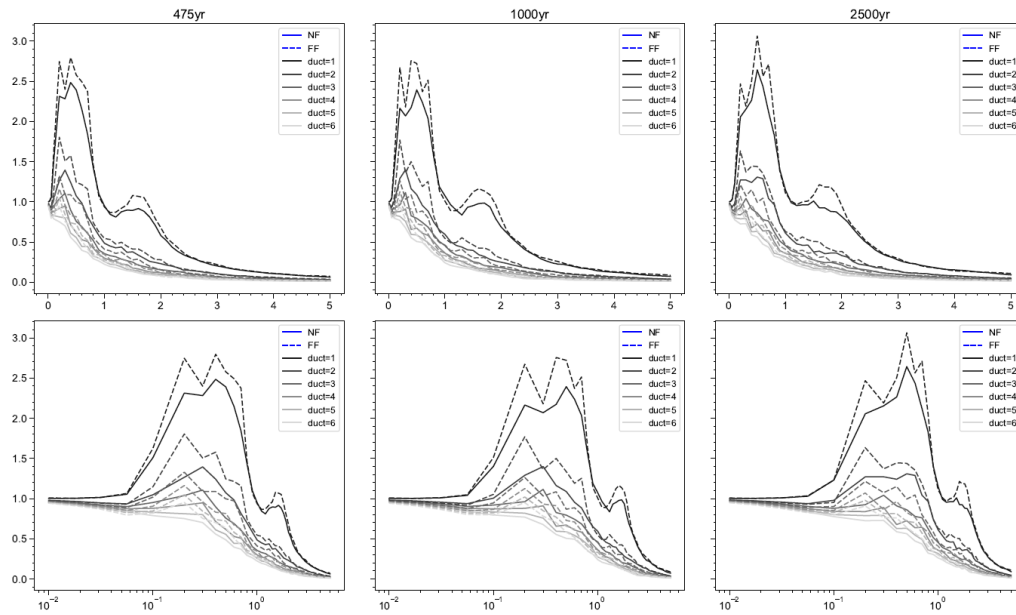 475yr
1000yr
2500yr
3.0
2.5
2.0
1.5
1.0
0.5
0.0
0 1 2 3 4 5
NF
FF
duct=1
duct=2
duct=3
duct=4
duct=5
duct=6
0 1 2 3 4 5
NF
FF
duct=1
duct=2
duct=3
duct=4
duct=5
duct=6
0 1 2 3 4 5
NF
FF
duct=1
duct=2
duct=3
duct=4
duct=5
duct=6
3.0
2.5
2.0
1.5
1.0
0.5
0.0
10⁻² 10⁻¹ 10⁰
NF
FF
duct=1
duct=2
duct=3
duct=4
duct=5
duct=6
10⁻² 10⁻¹ 10⁰
NF
FF
duct=1
duct=2
duct=3
duct=4
duct=5
duct=6
10⁻² 10⁻¹ 10⁰
NF
FF
duct=1
duct=2
duct=3
duct=4
duct=5
duct=6